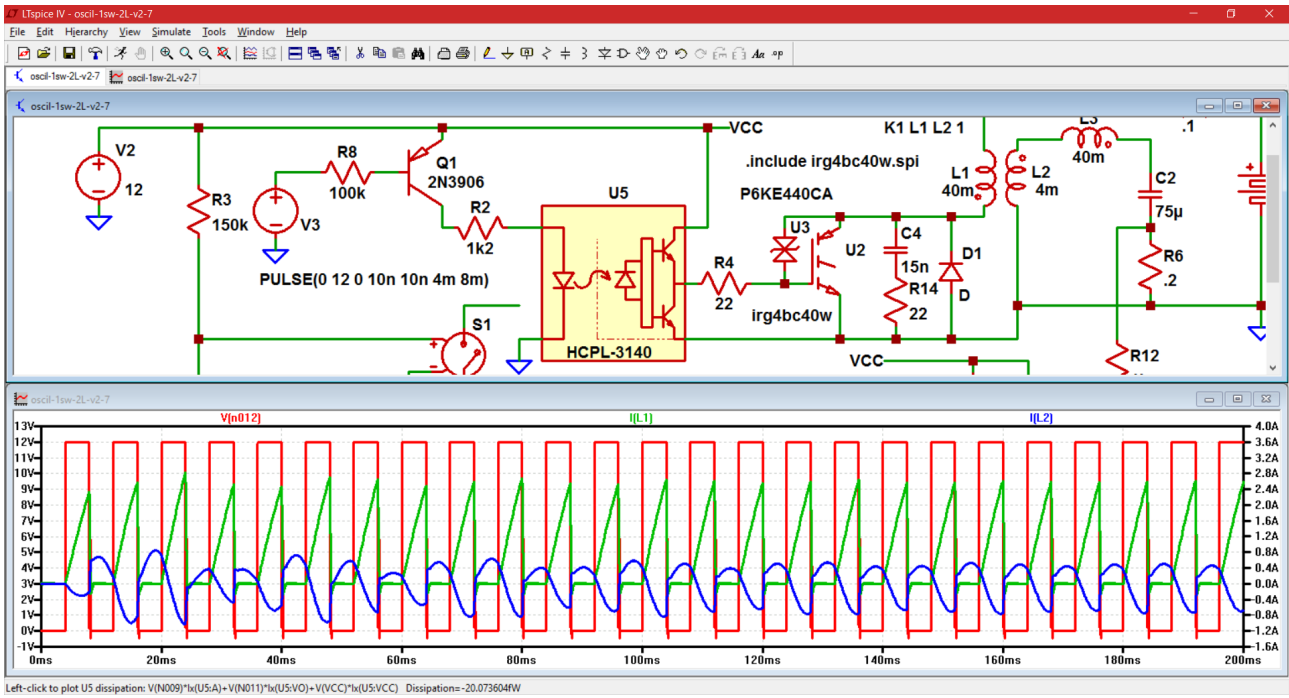 LTspice IV - oscil-1sw-2L-v2-7
File Edit Hierarchy View Simulate Tools Window Help
Aa .op
oscil-1sw-2L-v2-7 oscil-1sw-2L-v2-7
oscil-1sw-2L-v2-7
VCC K1 L1 L2 1 L3 .1
V2 R8 Q1 .include irg4bc40w.spi 40m
12 100k 2N3906 L1 L2 C2
R3 U5 P6KE440CA 40m 4m 75µ
150k V3 R2 U3 C4
1k2 U2 D1 R6
PULSE(0 12 0 10n 10n 4m 8m) R4 15n .2
22 R14 D
irg4bc40w 22
S1
HCPL-3140 VCC R12
oscil-1sw-2L-v2-7
V(n012) I(L1) I(L2)
13V 4.0A
12V 3.6A
11V 3.2A
10V 2.8A
9V 2.4A
8V 2.0A
7V 1.6A
6V 1.2A
5V 0.8A
4V 0.4A
3V 0.0A
2V -0.4A
1V -0.8A
0V -1.2A
-1V -1.6A
0ms 20ms 40ms 60ms 80ms 100ms 120ms 140ms 160ms 180ms 200ms
Left-click to plot U5 dissipation: V(N009)*Ix(U5:A)+V(N011)*Ix(U5:VO)+V(VCC)*Ix(U5:VCC) Dissipation=-20.073604fW